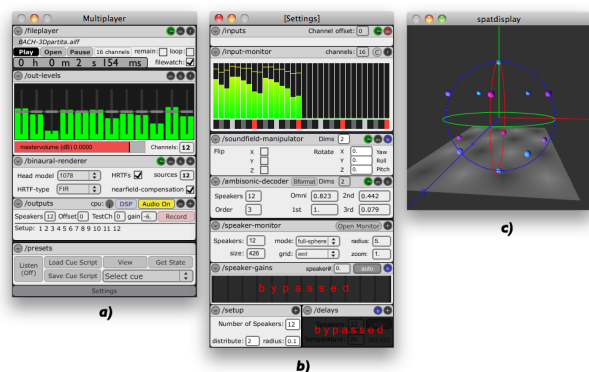 Multiplayer
/fileplayer
BACH-3Dpartita.aiff
Play Open Pause 16 channels remain: loop:
0 h 0 m 2 s 154 ms filewatch:
/out-levels
mastervolume (dB) 0.0000 Channels: 12
/binaural-renderer
Head model 1078 HRTFs sources 12
HRTF-type FIR nearfield-compensation
/outputs cpu: DSP Audio On
Speakers 12 Offset 0 TestCh 0 gain -6. Record
Setup: 1 2 3 4 5 6 7 8 9 10 11 12
/presets
Listen (Off) Load Cue Script View Get State
Save Cue Script Select cue
Settings
a)
[Settings]
/inputs Channel offset: 0
/input-monitor channels: 16
/soundfield-manipulator Dims 2
Flip X Rotate X 0. Yaw
Y Y 0. Roll
Z Z 0. Pitch
/ambisonic-decoder Bformat Dims 2
Speakers 12 Omni 0.823 2nd 0.442
Order 3 1st 1. 3rd 0.079
/speaker-monitor Open Monitor
Speakers: 12 mode: full-sphere radius: 5.
size: 426 grid: aed zoom: 1.
/speaker-gains speaker#: 0. auto
bypassed
/setup /delays
Number of Speakers: 12
bypassed
distribute: 2 radius: 0.1
b)
spatdisplay
c)